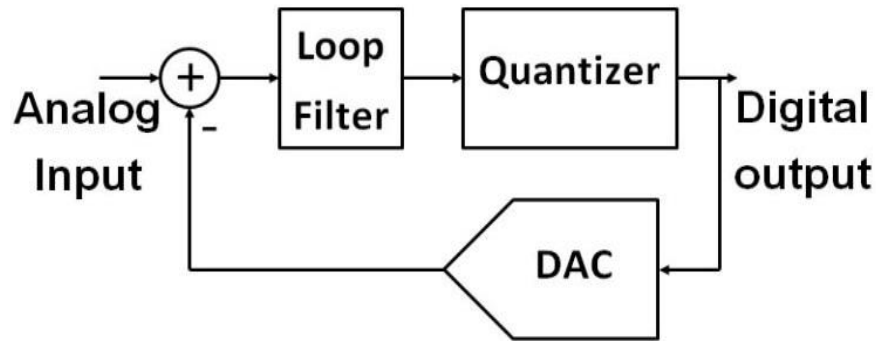 Analog
Input
+
-
Loop
Filter
Quantizer
Digital
output
DAC